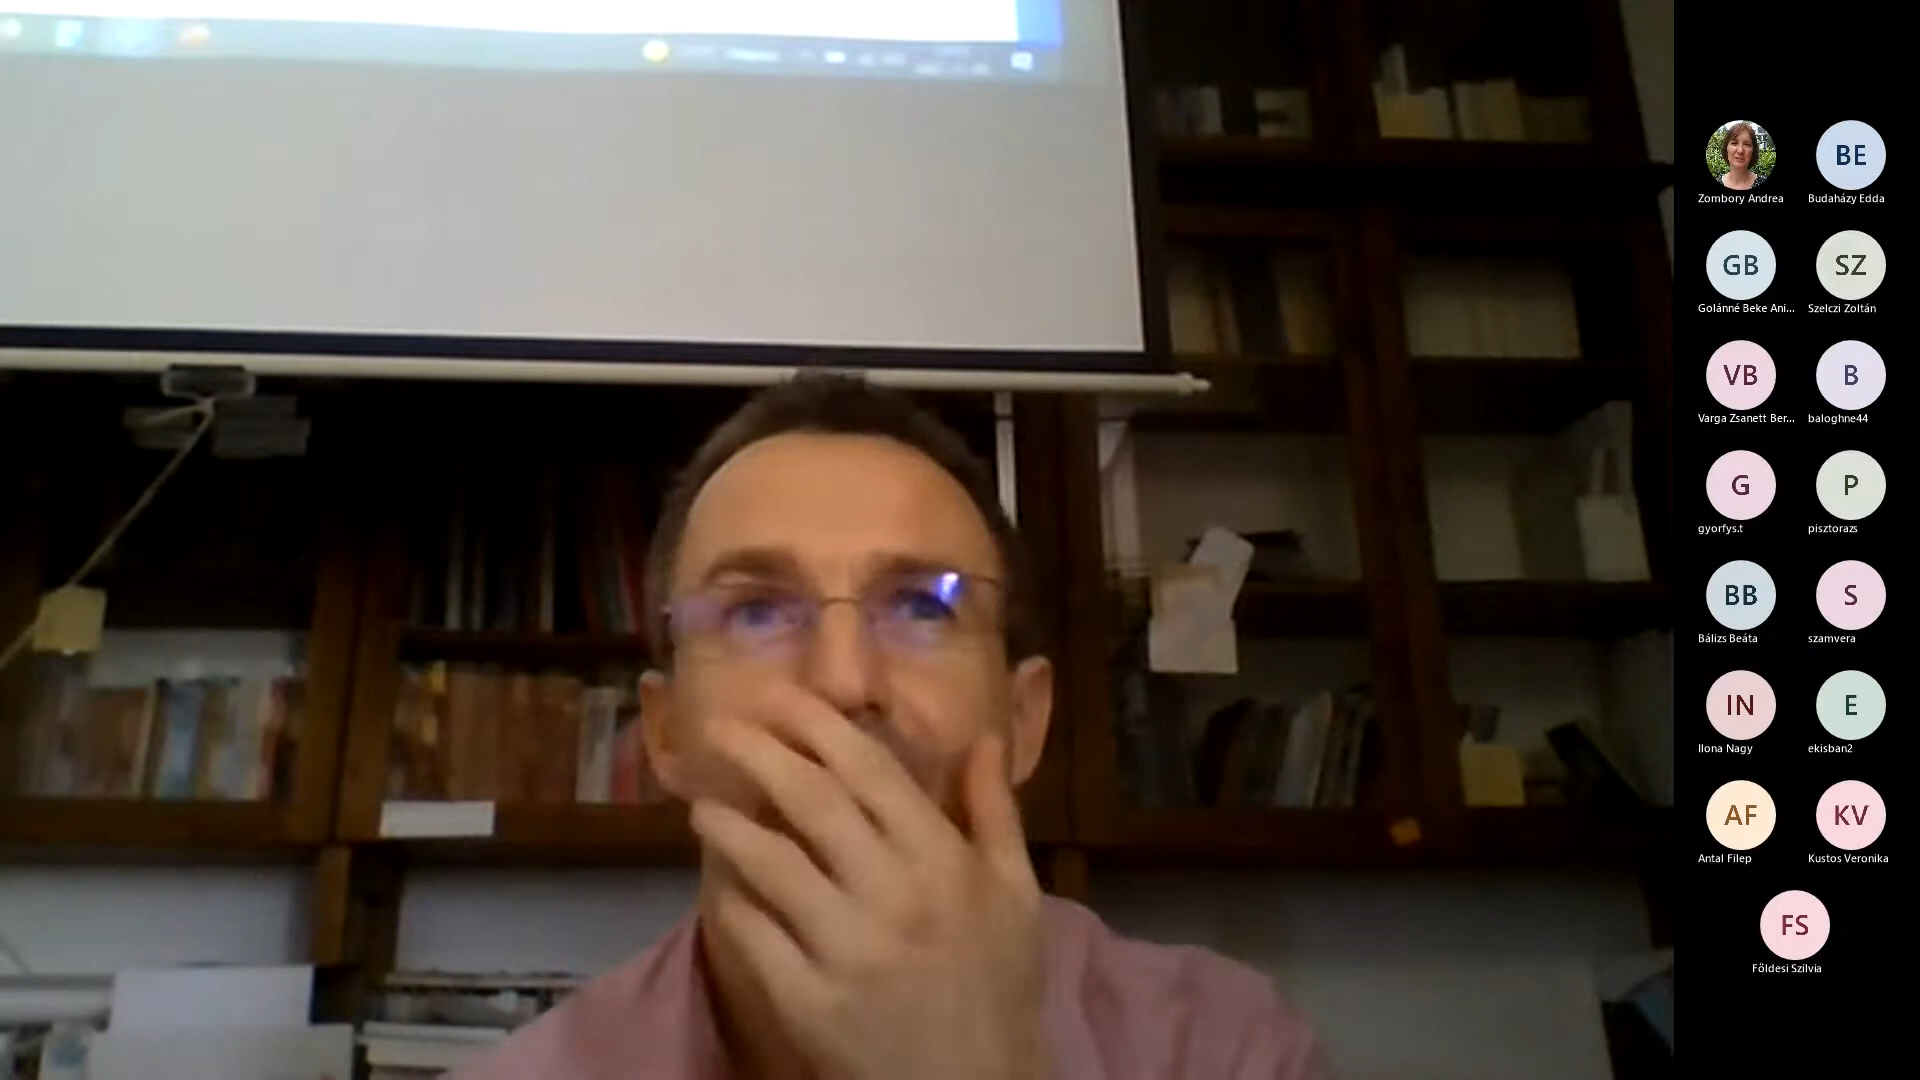 BE
Zombory Andrea
Budaházy Edda
GB
SZ
Golánné Beke Ani...
Szelczi Zoltán
VB
B
Varga Zsanett Ber...
baloghne44
G
P
gyorfys.t
pisztorazs
BB
S
Bálizs Beáta
szamvera
IN
E
Ilona Nagy
ekisban2
AF
KV
Antal Filep
Kustos Veronika
FS
Földesi Szilvia